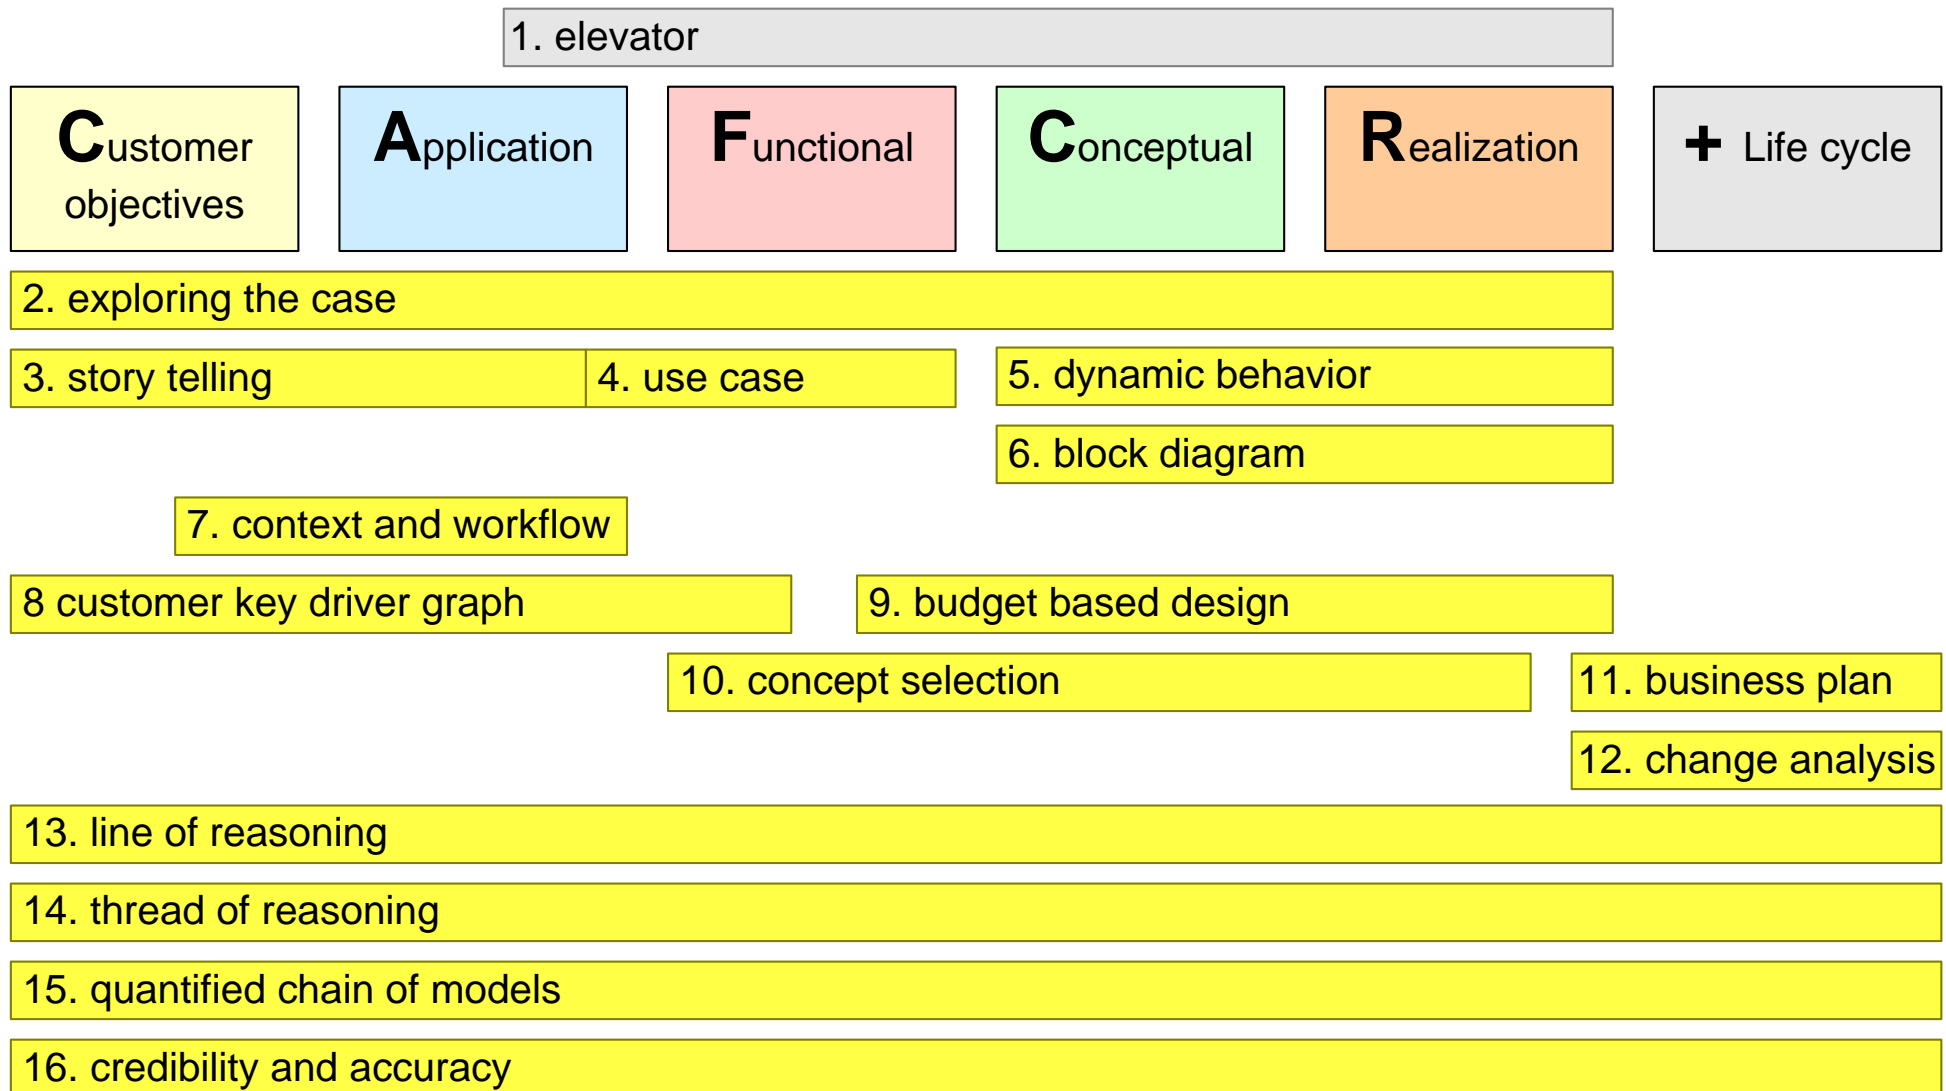 1. elevator
Customer
objectives
Application
Functional
Conceptual
Realization
+ Life cycle
2. exploring the case
3. story telling
4. use case
5. dynamic behavior
6. block diagram
7. context and workflow
8 customer key driver graph
9. budget based design
10. concept selection
11. business plan
12. change analysis
13. line of reasoning
14. thread of reasoning
15. quantified chain of models
16. credibility and accuracy